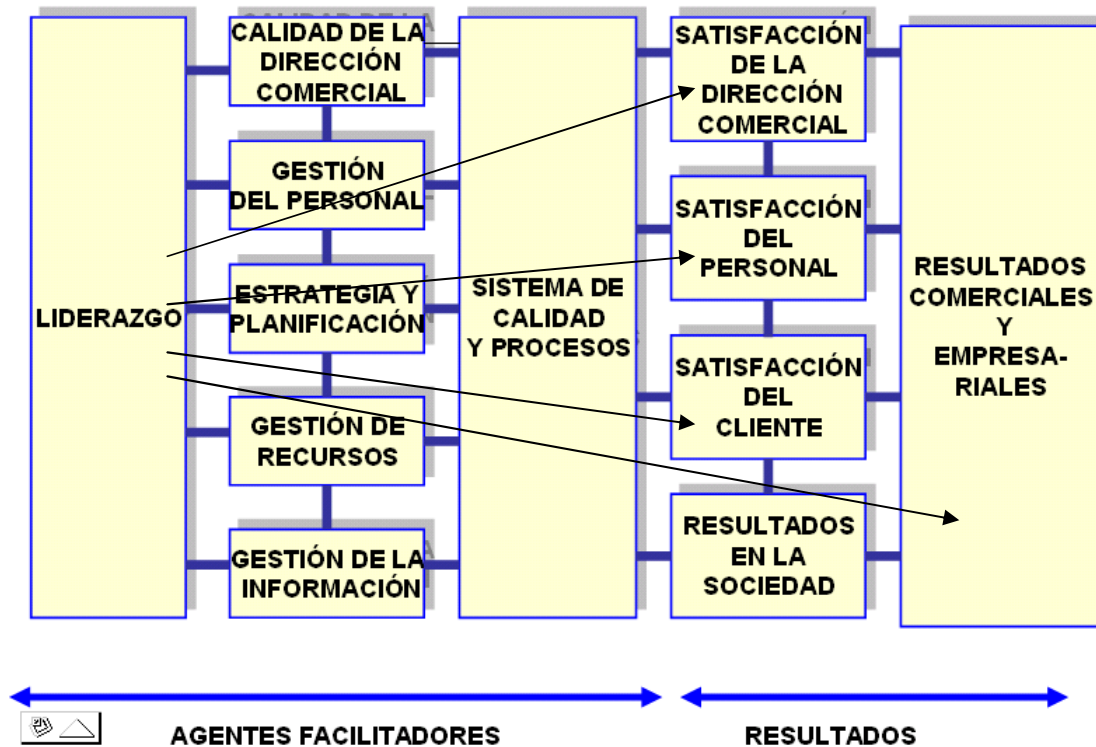 LIDERAZGO
CALIDAD DE LA
DIRECCIÓN
COMERCIAL
GESTIÓN
DEL PERSONAL
ESTRATEGIA Y
PLANIFICACIÓN
GESTIÓN DE
RECURSOS
GESTIÓN DE LA
INFORMACIÓN
SISTEMA DE
CALIDAD
Y PROCESOS
SATISFACCIÓN
DE LA
DIRECCIÓN
COMERCIAL
SATISFACCIÓN
DEL
PERSONAL
SATISFACCIÓN
DEL
CLIENTE
RESULTADOS
EN LA
SOCIEDAD
RESULTADOS
COMERCIALES
Y
EMPRESA-
RIALES
AGENTES FACILITADORES
RESULTADOS